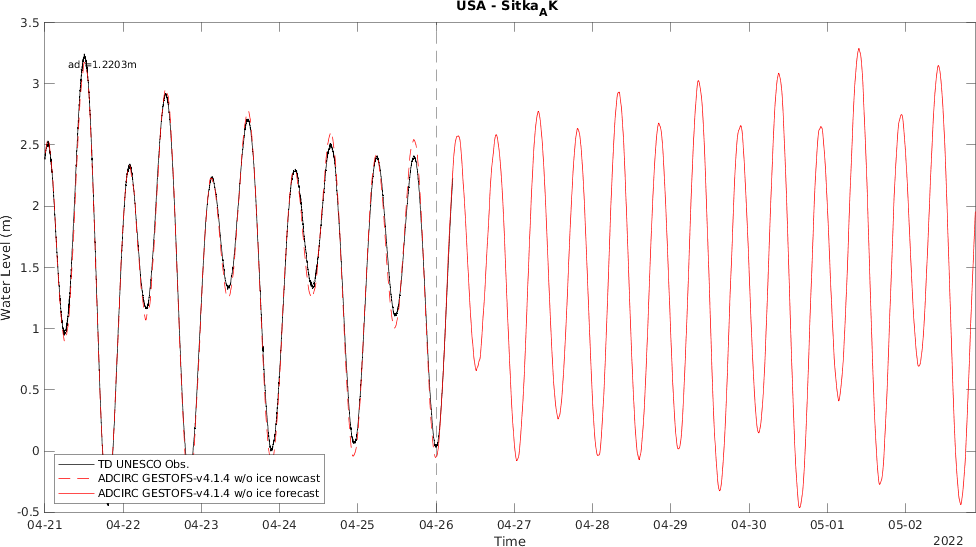 USA - Sitka_AK
3.5
3
2.5
2
1.5
1
0.5
0
-0.5
Water Level (m)
=1.2203m
TD UNESCO Obs.
ADCIRC GESTOFS-v4.1.4 w/o ice nowcast
ADCIRC GESTOFS-v4.1.4 w/o ice forecast
04-21 04-22 04-23 04-24 04-25 04-26 04-27 04-28 04-29 04-30 05-01 05-02
Time
2022